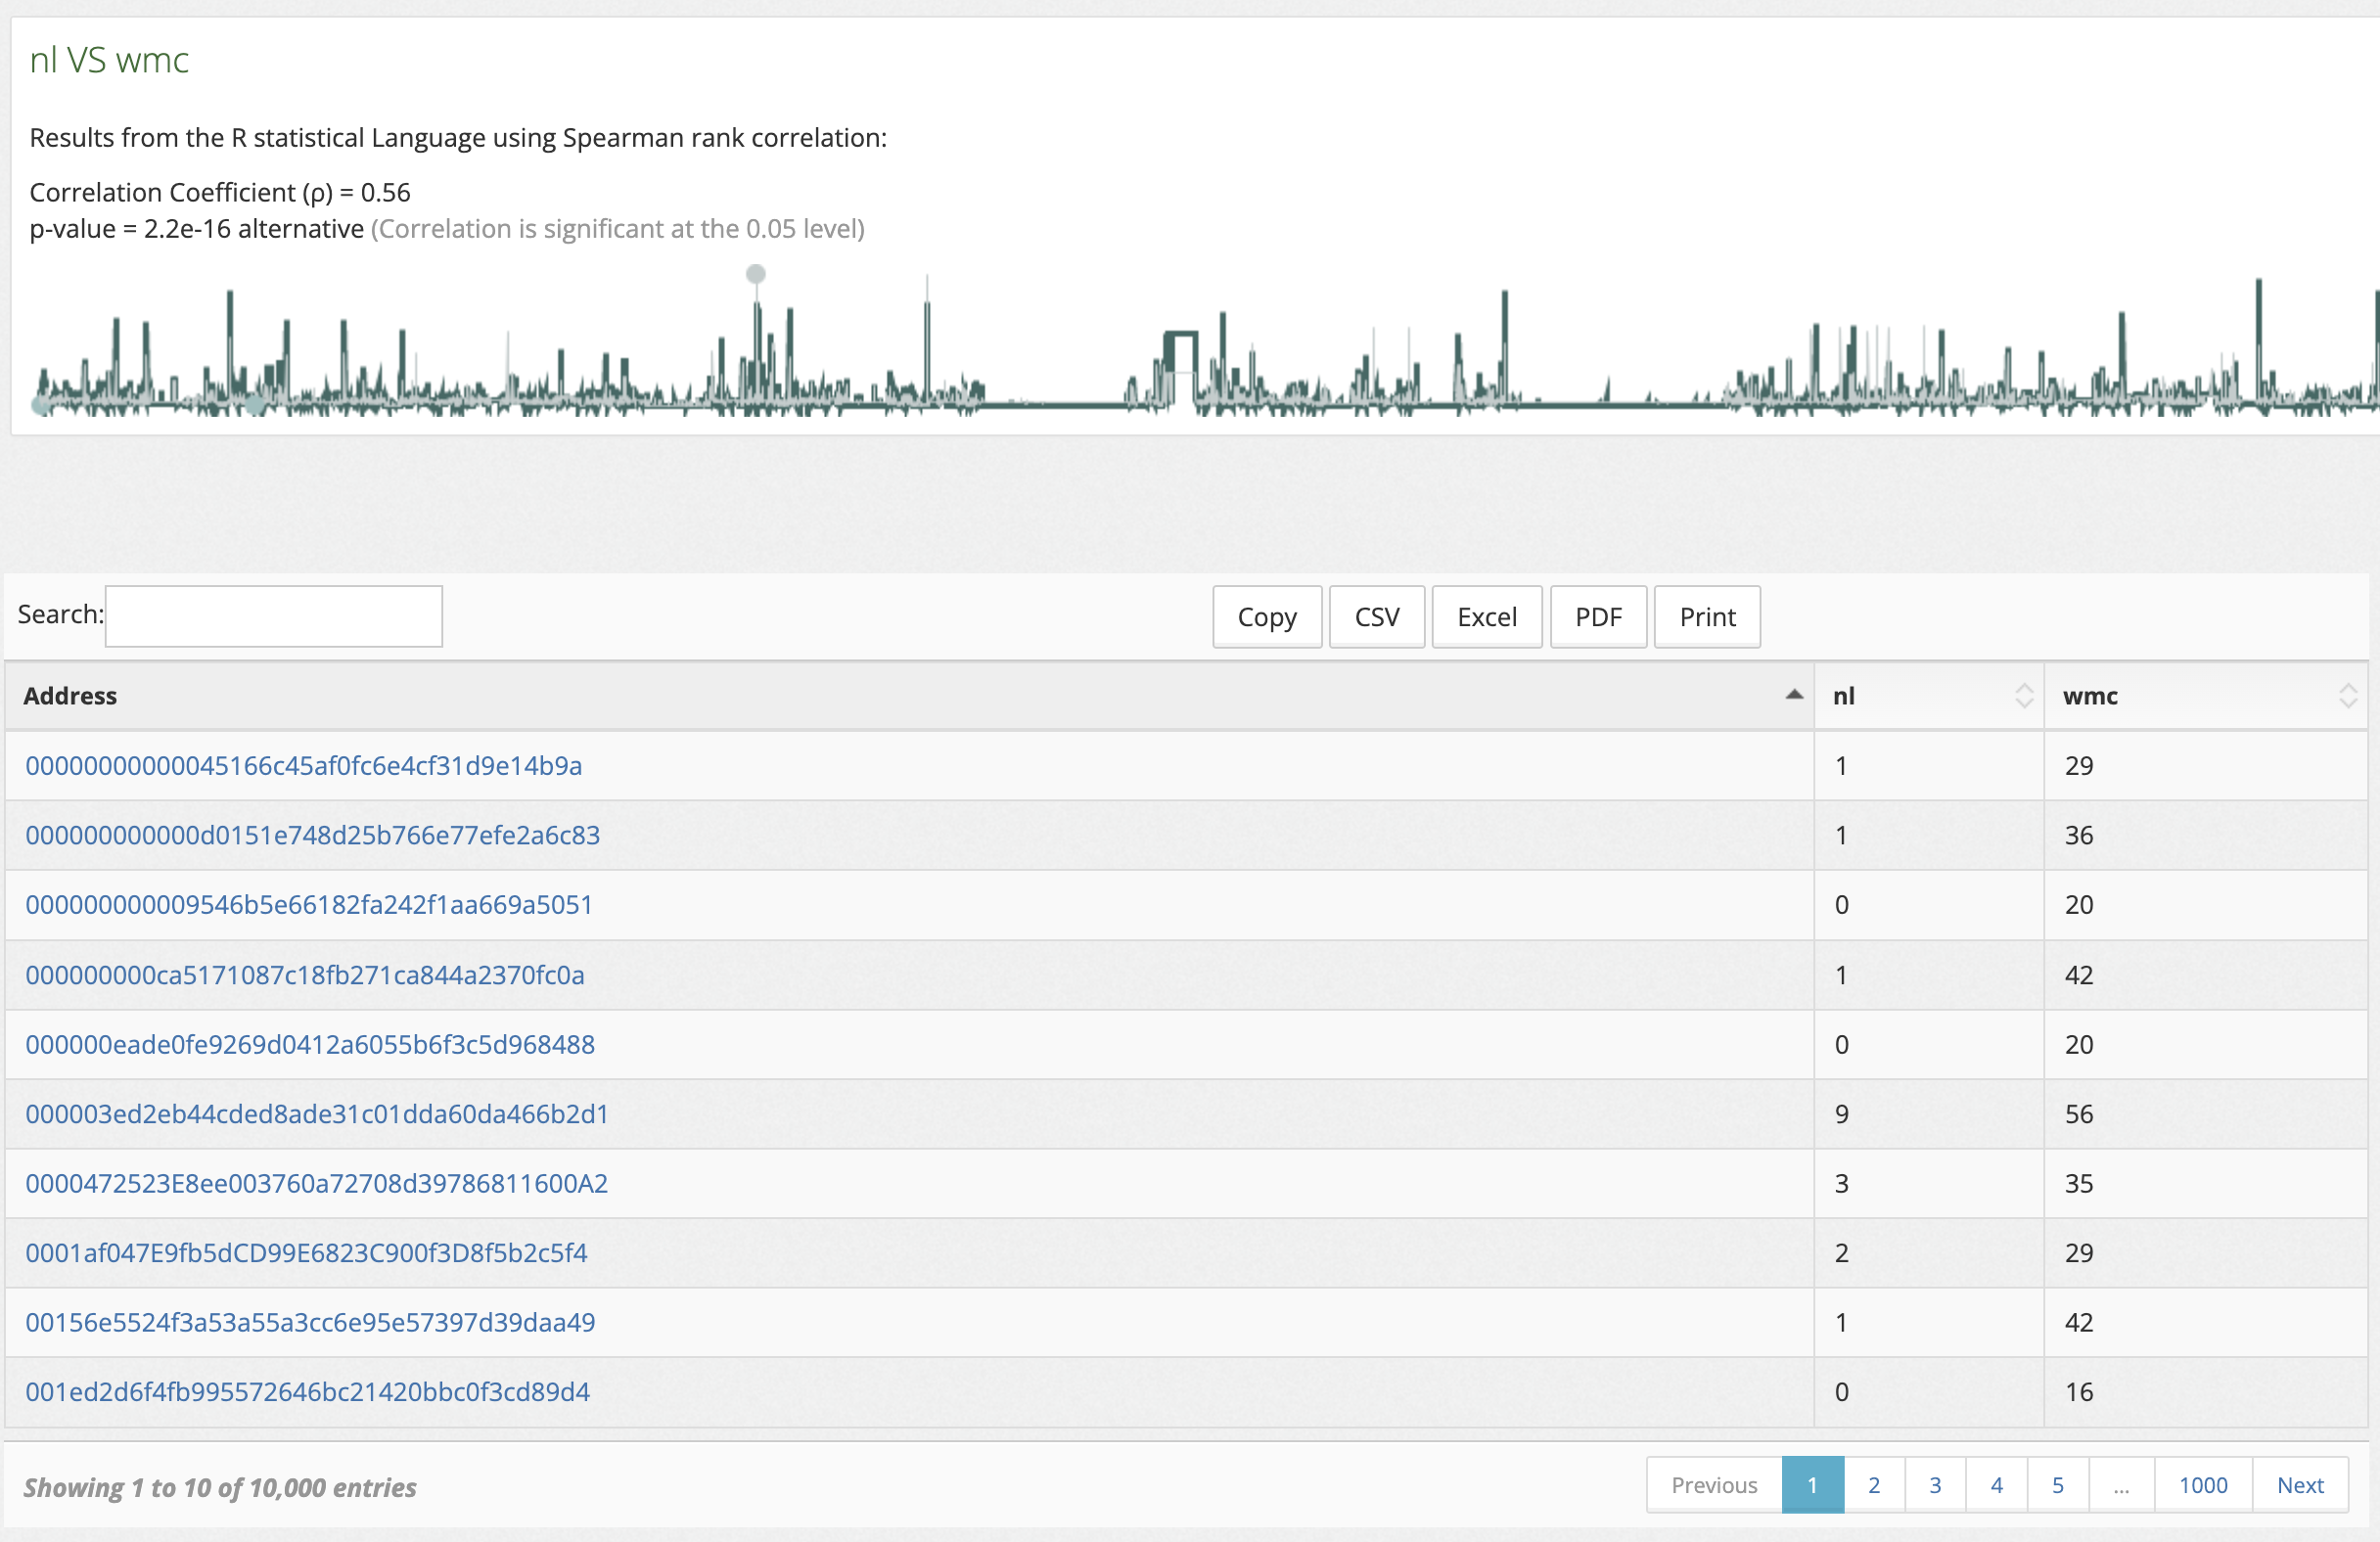 nl VS wmc
Results from the R statistical Language using Spearman rank correlation:
Correlation Coefficient (ρ) = 0.56
p-value = 2.2e-16 alternative (Correlation is significant at the 0.05 level)
Search: Copy CSV Excel PDF Print
Address nl wmc
00000000000045166c45af0fc6e4cf31d9e14b9a 1 29
000000000000d0151e748d25b766e77efe2a6c83 1 36
000000000009546b5e66182fa242f1aa669a5051 0 20
000000000ca5171087c18fb271ca844a2370fc0a 1 42
000000eade0fe9269d0412a6055b6f3c5d968488 0 20
000003ed2eb44cded8ade31c01dda60da466b2d1 9 56
0000472523E8ee003760a72708d39786811600A2 3 35
0001af047E9fb5dCD99E6823C900f3D8f5b2c5f4 2 29
00156e5524f3a53a55a3cc6e95e57397d39daa49 1 42
001ed2d6f4fb995572646bc21420bbc0f3cd89d4 0 16
Showing 1 to 10 of 10,000 entries Previous 1 2 3 4 5 ... 1000 Next